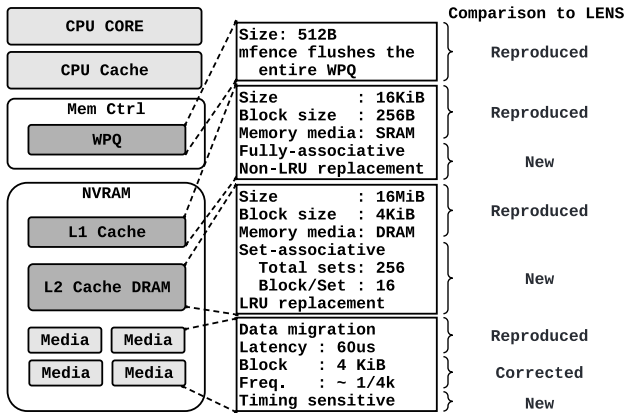 Comparison to LENS
CPU CORE
CPU Cache
Mem Ctrl
WPQ
NVRAM
L1 Cache
L2 Cache DRAM
Media Media
Media Media
Size: 512B
mfence flushes the
entire WPQ
Reproduced
Size : 16KiB
Block size : 256B
Memory media: SRAM
Reproduced
Fully-associative
Non-LRU replacement
New
Size : 16MiB
Block size : 4KiB
Memory media: DRAM
Reproduced
Set-associative
Total sets: 256
Block/Set : 16
LRU replacement
New
Data migration
Latency : 60us
Reproduced
Block : 4 KiB
Freq. : ~ 1/4k
Corrected
Timing sensitive
New